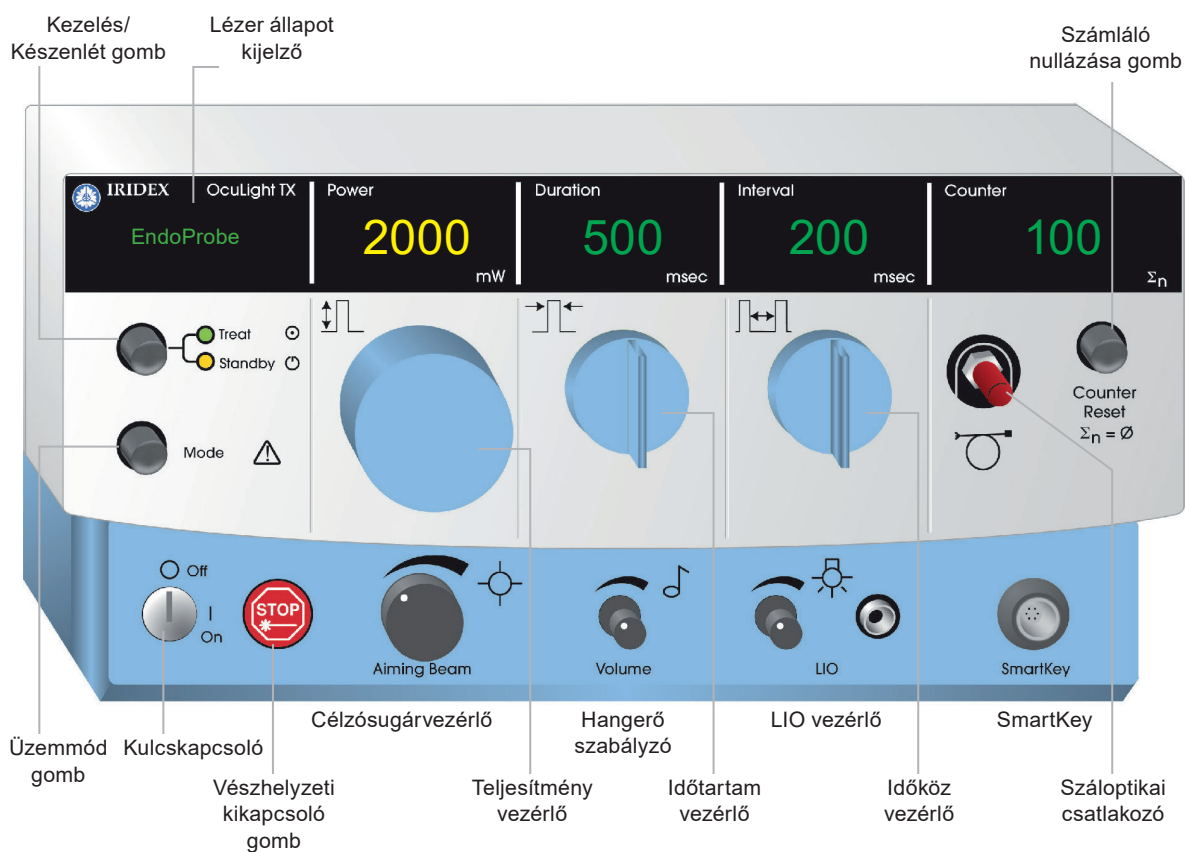 Kezelés/
Készenlét gomb
Lézer állapot
kijelző
Számláló
nullázása gomb
IRIDEX OcuLight TX
EndoProbe
Power
2000
mW
Duration
500
msec
Interval
200
msec
Counter
100
Σn
Treat
Standby
Mode
Counter
Reset
Σn = Ø
Off
On
STOP
Aiming Beam
Volume
LIO
SmartKey
Célzósugárvezérlő
Hangerő
szabályzó
LIO vezérlő
SmartKey
Üzemmód
gomb
Kulcskapcsoló
Vészhelyzeti
kikapcsoló
gomb
Teljesítmény
vezérlő
Időtartam
vezérlő
Időköz
vezérlő
Száloptikai
csatlakozó